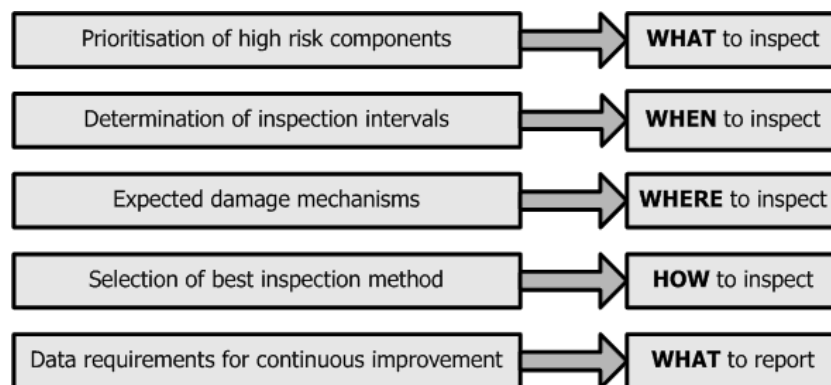 Prioritisation of high risk components WHAT to inspect
Determination of inspection intervals WHEN to inspect
Expected damage mechanisms WHERE to inspect
Selection of best inspection method HOW to inspect
Data requirements for continuous improvement WHAT to report